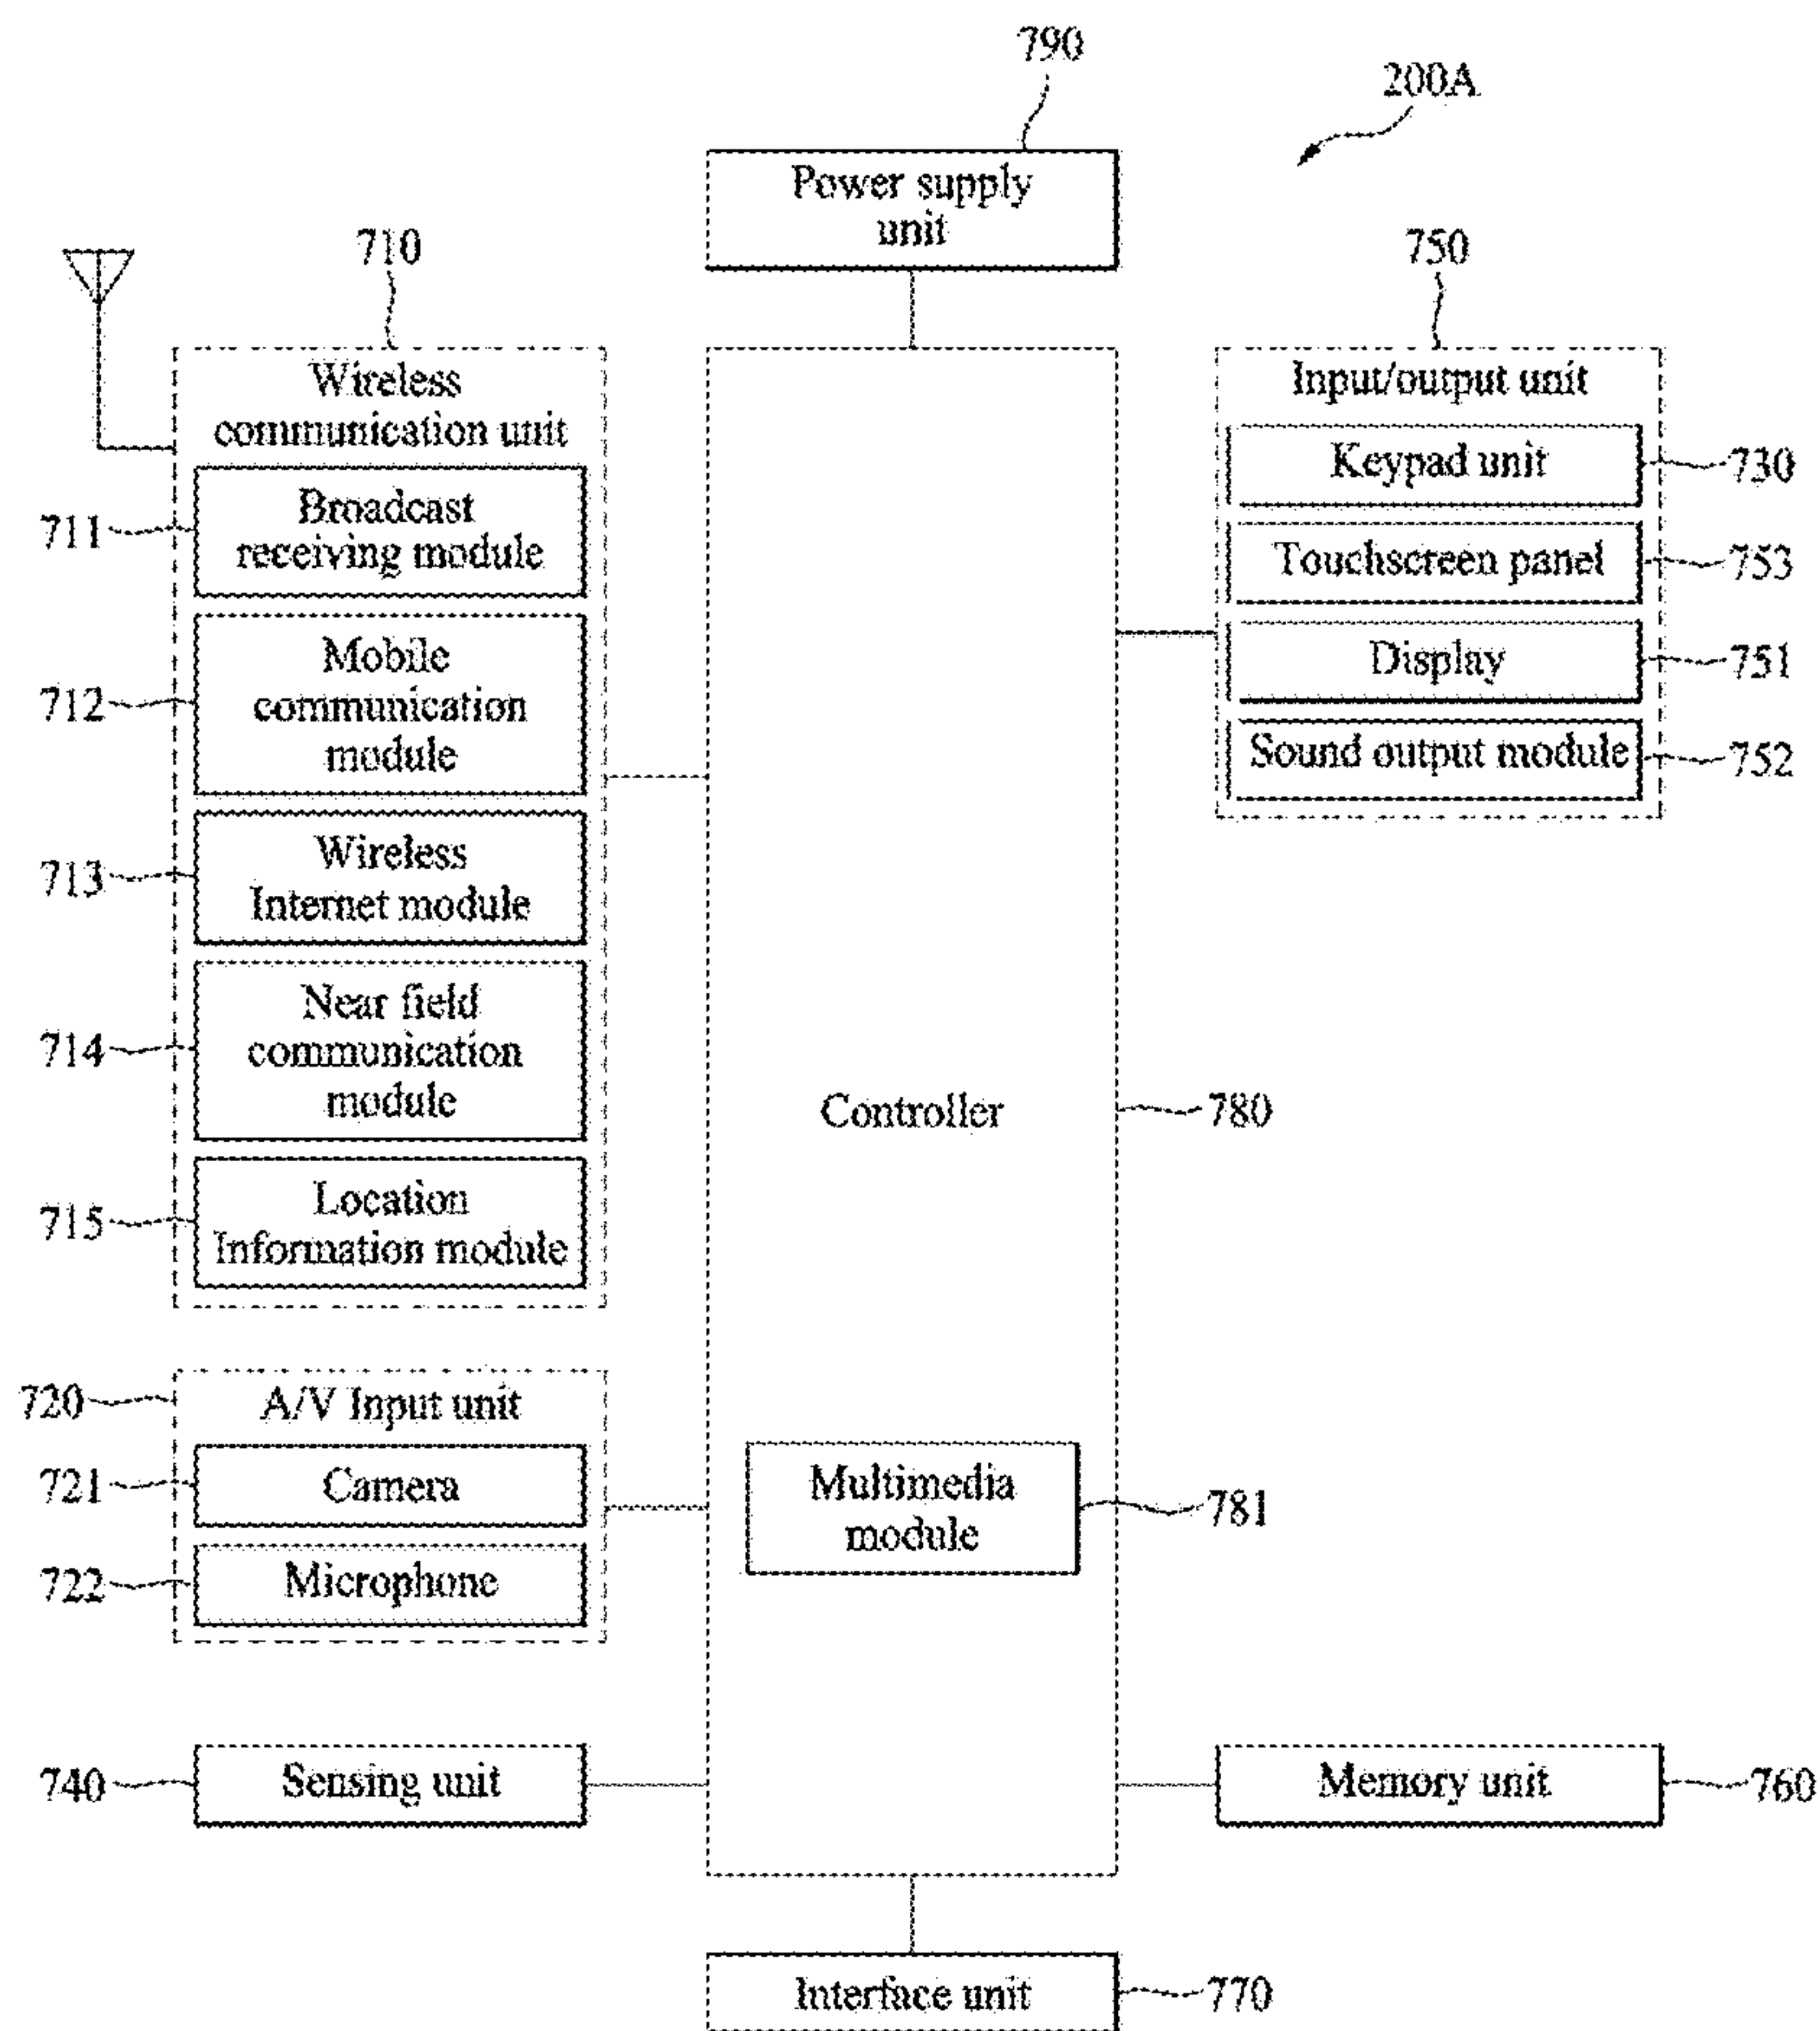 790
200A
Power supply
unit
710
750
Wireless
communication unit
Input/output unit
711
Broadcast
receiving module
Keypad unit
730
Touchscreen panel
753
712
Mobile
communication
module
Display
751
Sound output module
752
713
Wireless
Internet module
714
Near field
communication
module
Controller
780
715
Location
Information module
720
A/V Input unit
721
Camera
Multimedia
module
781
722
Microphone
740
Sensing unit
Memory unit
760
Interface unit
770